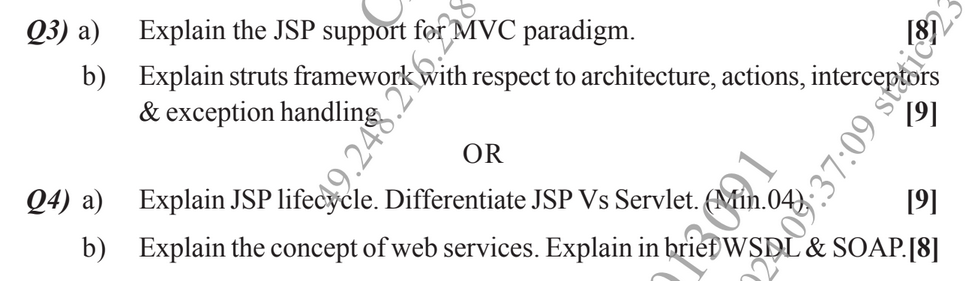 Q3) a) Explain the JSP support for MVC paradigm. [8]
b) Explain struts framework with respect to architecture, actions, interceptors
& exception handling. [9]
OR
Q4) a) Explain JSP lifecycle. Differentiate JSP Vs Servlet. (Min.04). [9]
b) Explain the concept of web services. Explain in brief WSDL & SOAP.[8]
49.248.216.238
09:37:09 static-23